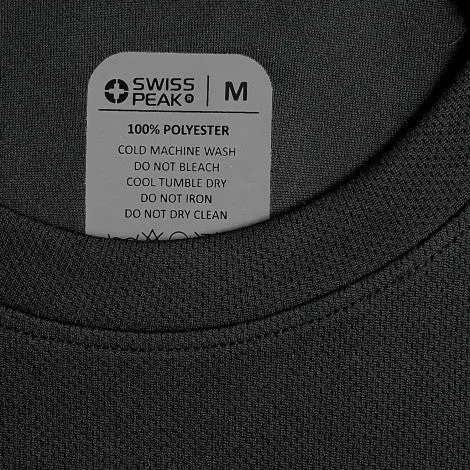 SWISS
PEAK® | M
100% POLYESTER
COLD MACHINE WASH
DO NOT BLEACH
COOL TUMBLE DRY
DO NOT IRON
DO NOT DRY CLEAN